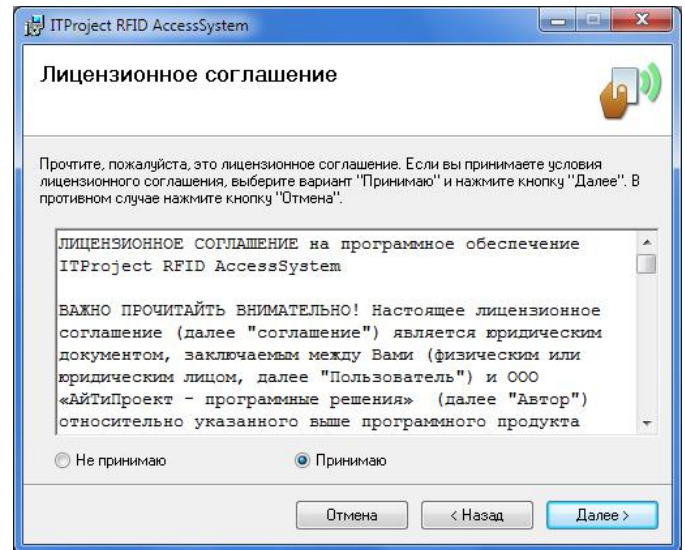 ITProject RFID AccessSystem
Лицензионное соглашение
Прочтите, пожалуйста, это лицензионное соглашение. Если вы принимаете условия
лицензионного соглашения, выберите вариант "Принимаю" и нажмите кнопку "Далее". В
противном случае нажмите кнопку "Отмена".
ЛИЦЕНЗИОННОЕ СОГЛАШЕНИЕ на программное обеспечение
ITProject RFID AccessSystem
ВАЖНО ПРОЧИТАЙТЬ ВНИМАТЕЛЬНО! Настоящее лицензионное
соглашение (далее "соглашение") является юридическим
документом, заключаемым между Вами (физическим или
юридическим лицом, далее "Пользователь") и ООО
«АйТиПроект - программные решения» (далее "Автор")
относительно указанного выше программного продукта
Не принимаю
Принимаю
Отмена
< Назад
Далее >